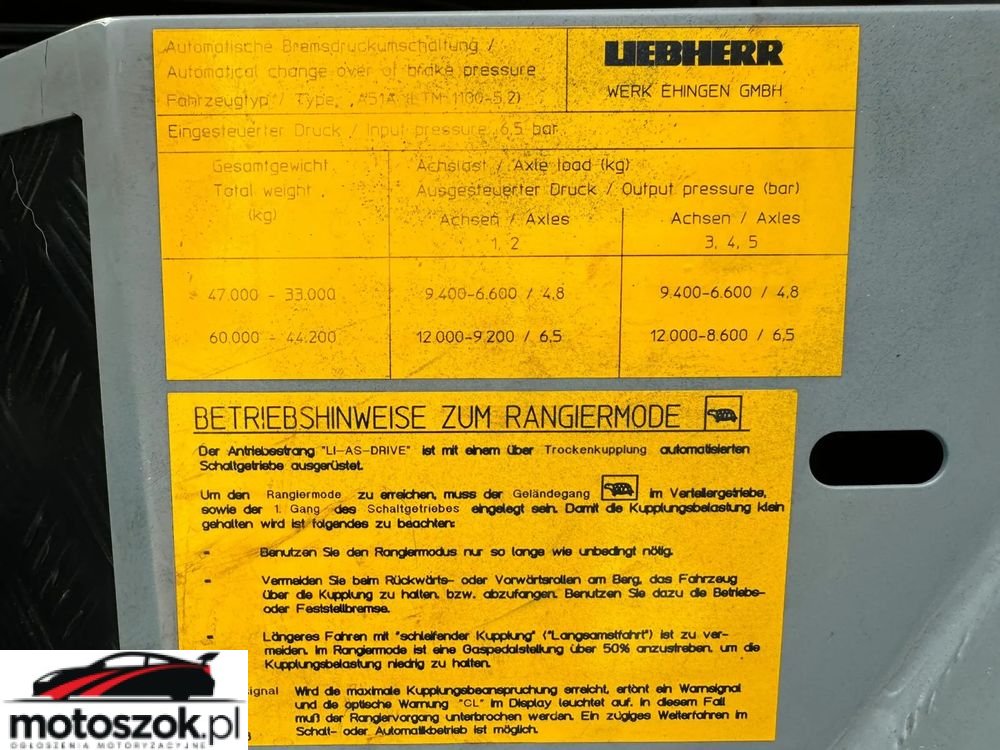 Automatische Bremsdruckumschaltung /
Automatical change over of brake pressure
Fahrzeugtyp / Type, A51A (LTM 1100-5.2)
LIEBHERR
WERK EHINGEN GMBH
Eingesteuerter Druck / Input pressure 6,5 bar
Gesamtgewicht
Total weight
(kg)
Achslast / Axle load (kg)
Ausgesteuerter Druck / Output pressure (bar)
Achsen / Axles
1, 2
Achsen / Axles
3, 4, 5
47.000 - 33.000 9.400-6.600 / 4,8 9.400-6.600 / 4,8
60.000 - 44.200 12.000-9.200 / 6,5 12.000-8.600 / 6,5
BETRIEBSHINWEISE ZUM RANGIERMODE
Der Antriebsstrang "LI-AS-DRIVE" ist mit einem über Trockenkupplung automatisierten
Schaltgetriebe ausgerüstet.
Um den Rangiermode zu erreichen, muss der Geländegang im Verteilergetriebe,
sowie der 1. Gang des Schaltgetriebes eingelegt sein. Damit die Kupplungsbelastung klein
gehalten wird ist folgendes zu beachten:
- Benutzen Sie den Rangiermodus nur so lange wie unbedingt nötig.
- Vermeiden Sie beim Rückwärts- oder Vorwärtsrollen am Berg, das Fahrzeug
über die Kupplung zu halten, bzw. abzufangen. Benutzen Sie dazu die Betriebs-
oder Feststellbremse.
- Längeres Fahren mit "schleifender Kupplung" ("Langsamstfahrt") ist zu ver-
meiden. Im Rangiermode ist eine Gaspedalstellung über 50% anzustreben, um die
Kupplungsbelastung niedrig zu halten.
signal Wird die maximale Kupplungsbeanspruchung erreicht, ertönt ein Warnsignal
und die optische Warnung "CL" im Display leuchtet auf. In diesem Fall
muß der Rangiervorgang unterbrochen werden. Ein zügiges Weiterfahren im
Schalt- oder Automatikbetrieb ist möglich.
motoszok.pl
OGŁOSZENIA MOTORYZACYJNE